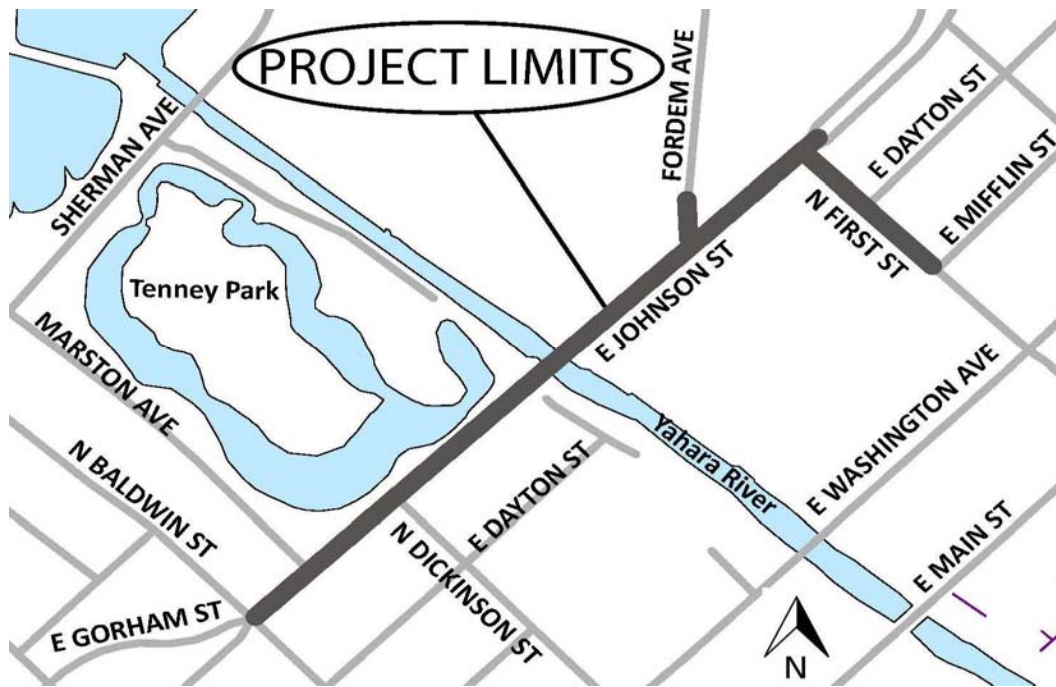 PROJECT LIMITS
FORDEM AVE
E DAYTON ST
SHERMAN AVE
E MIFFLIN ST
N FIRST ST
Tenney Park
E JOHNSON ST
MARSTON AVE
E WASHINGTON AVE
N BALDWIN ST
Yahara River
E DAYTON ST
N DICKINSON ST
E MAIN ST
E GORHAM ST
N